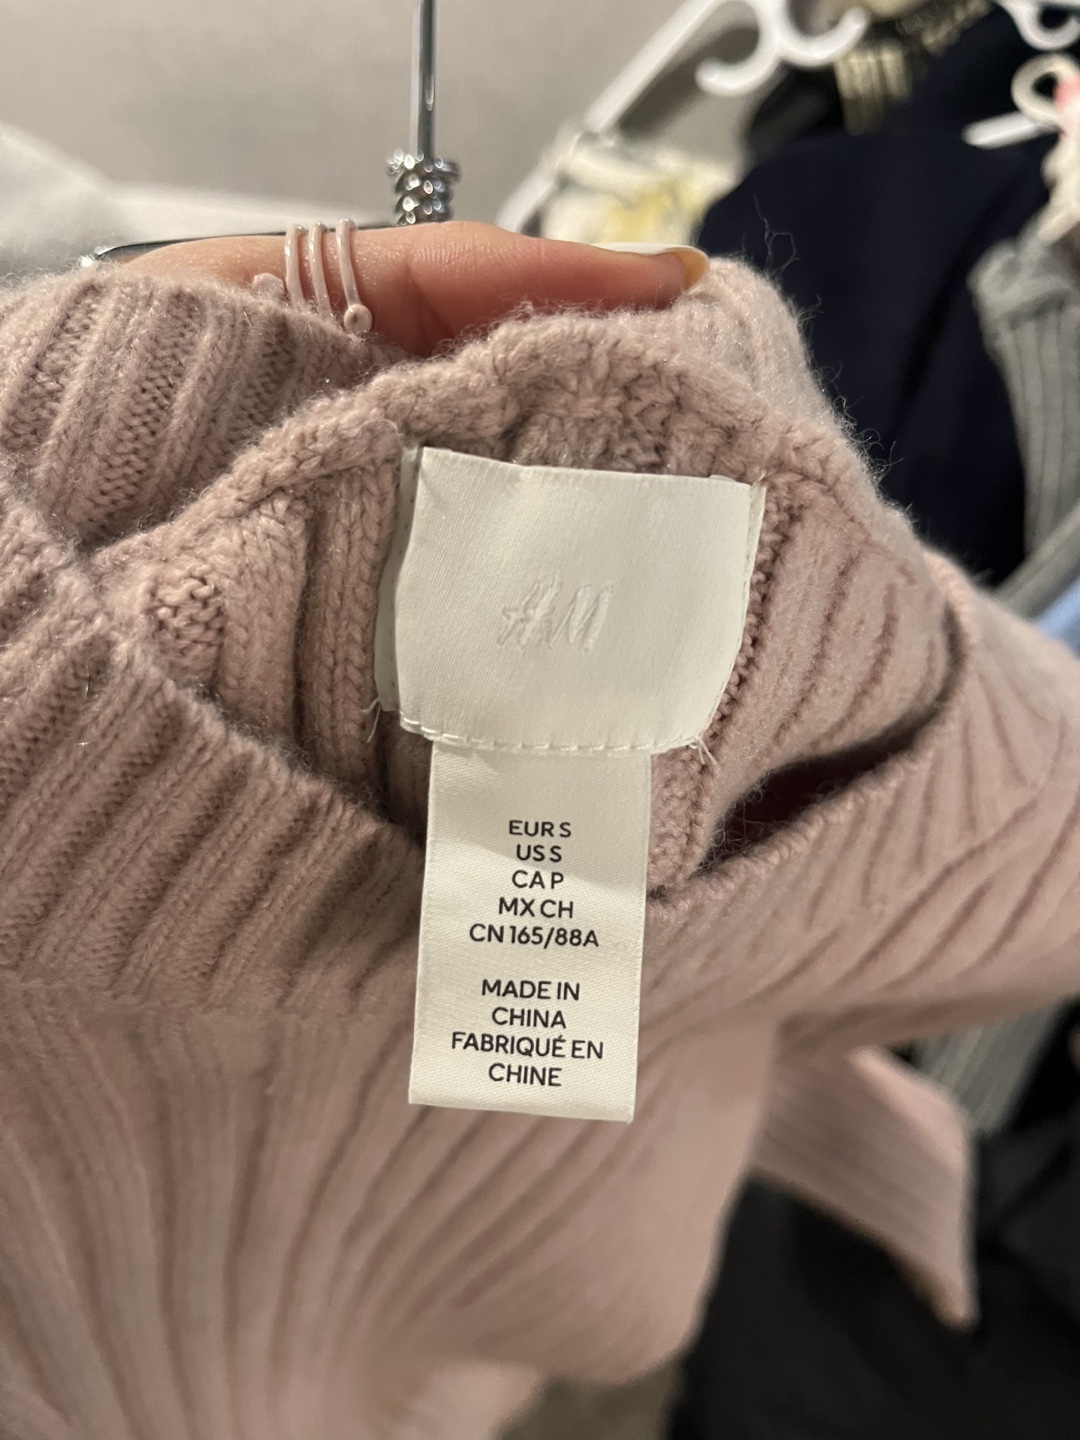 H&M
EUR S
US S
CA P
MX CH
CN 165/88A
MADE IN
CHINA
FABRIQUÉ EN
CHINE